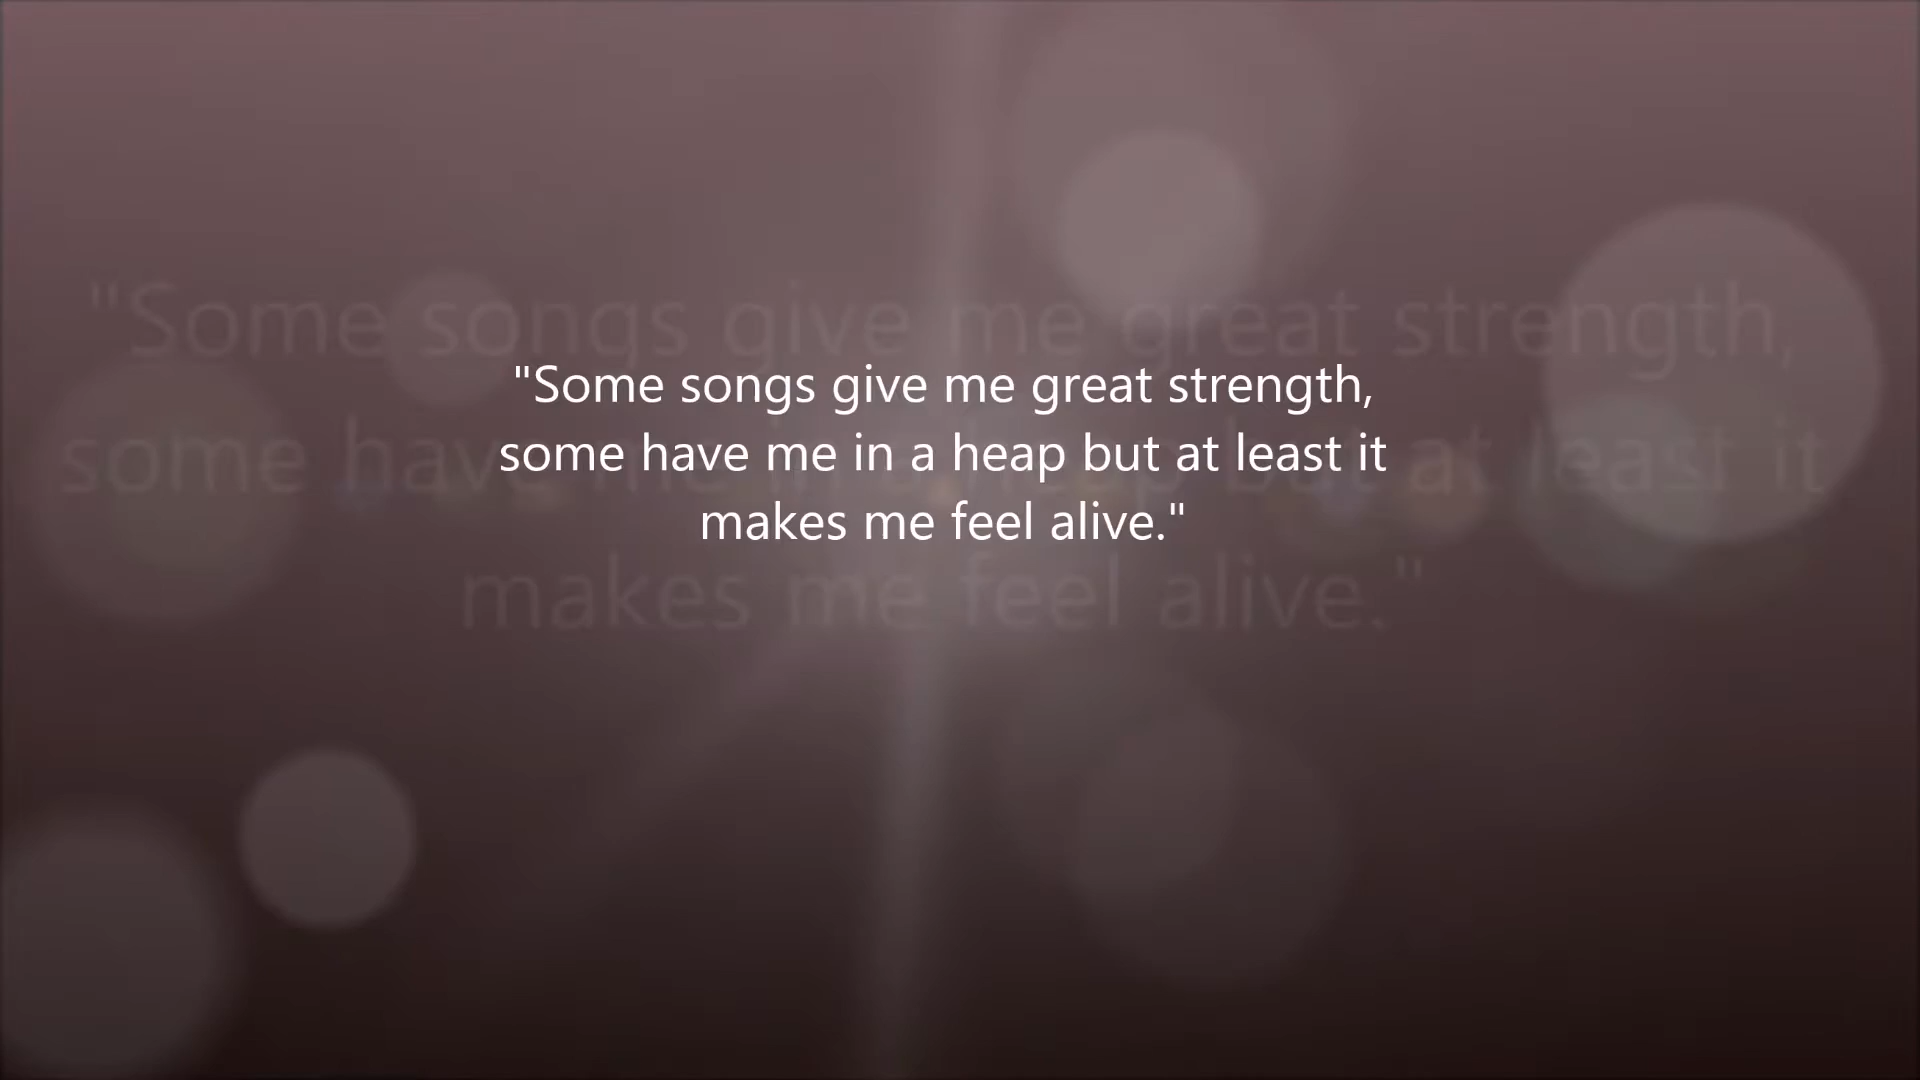 "Some songs give me great strength,
some have me in a heap but at least it
makes me feel alive."